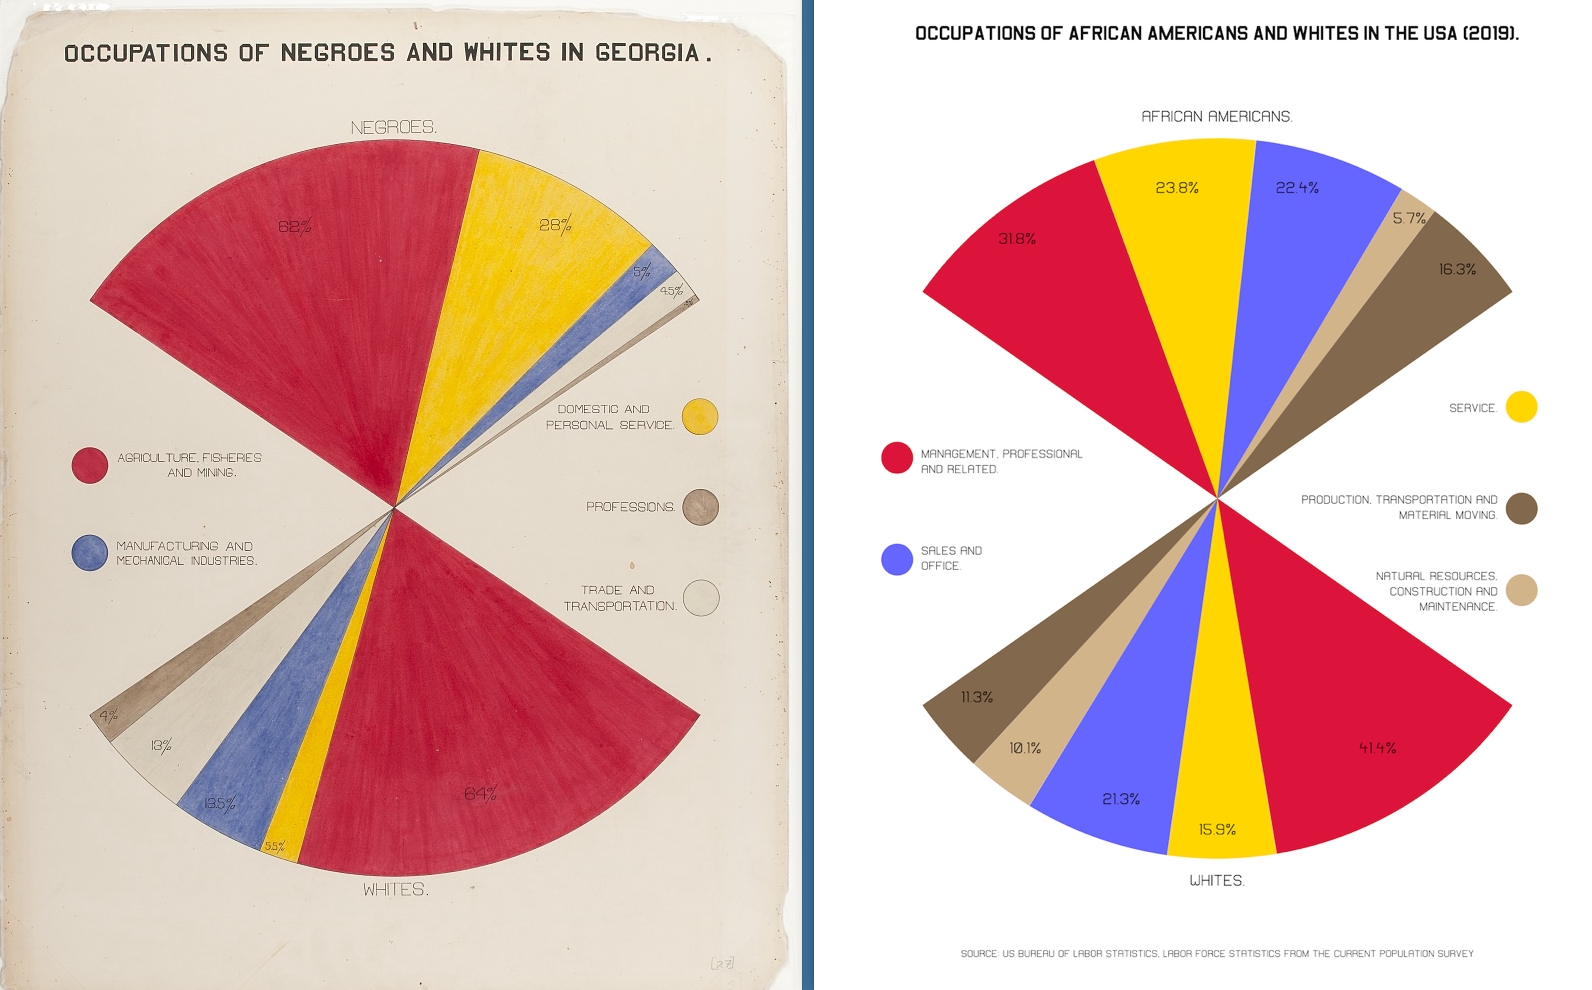 OCCUPATIONS OF NEGROES AND WHITES IN GEORGIA.
NEGROES.
62%
28%
5%
4.5%
DOMESTIC AND
PERSONAL SERVICE.
AGRICULTURE, FISHERIES
AND MINING.
PROFESSIONS.
MANUFACTURING AND
MECHANICAL INDUSTRIES.
TRADE AND
TRANSPORTATION.
4%
13%
13.5%
5.5%
64%
WHITES.
[27]
OCCUPATIONS OF AFRICAN AMERICANS AND WHITES IN THE USA (2019).
AFRICAN AMERICANS.
31.8%
23.8%
22.4%
5.7%
16.3%
SERVICE.
MANAGEMENT, PROFESSIONAL
AND RELATED.
PRODUCTION, TRANSPORTATION AND
MATERIAL MOVING.
SALES AND
OFFICE.
NATURAL RESOURCES,
CONSTRUCTION AND
MAINTENANCE.
11.3%
10.1%
21.3%
15.9%
41.4%
WHITES.
SOURCE: US BUREAU OF LABOR STATISTICS, LABOR FORCE STATISTICS FROM THE CURRENT POPULATION SURVEY